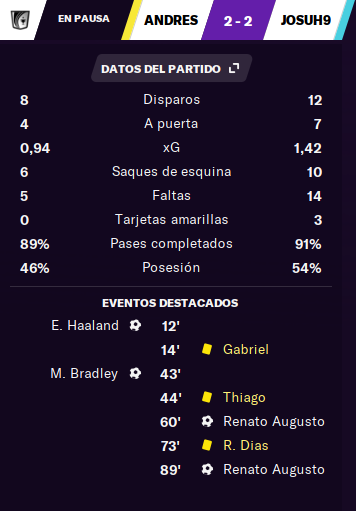 EN PAUSA ANDRES 2 - 2 JOSUH9
DATOS DEL PARTIDO
8 Disparos 12
4 A puerta 7
0,94 xG 1,42
6 Saques de esquina 10
5 Faltas 14
0 Tarjetas amarillas 3
89% Pases completados 91%
46% Posesión 54%
EVENTOS DESTACADOS
E. Haaland 12'
14' Gabriel
M. Bradley 43'
44' Thiago
60' Renato Augusto
73' R. Dias
89' Renato Augusto